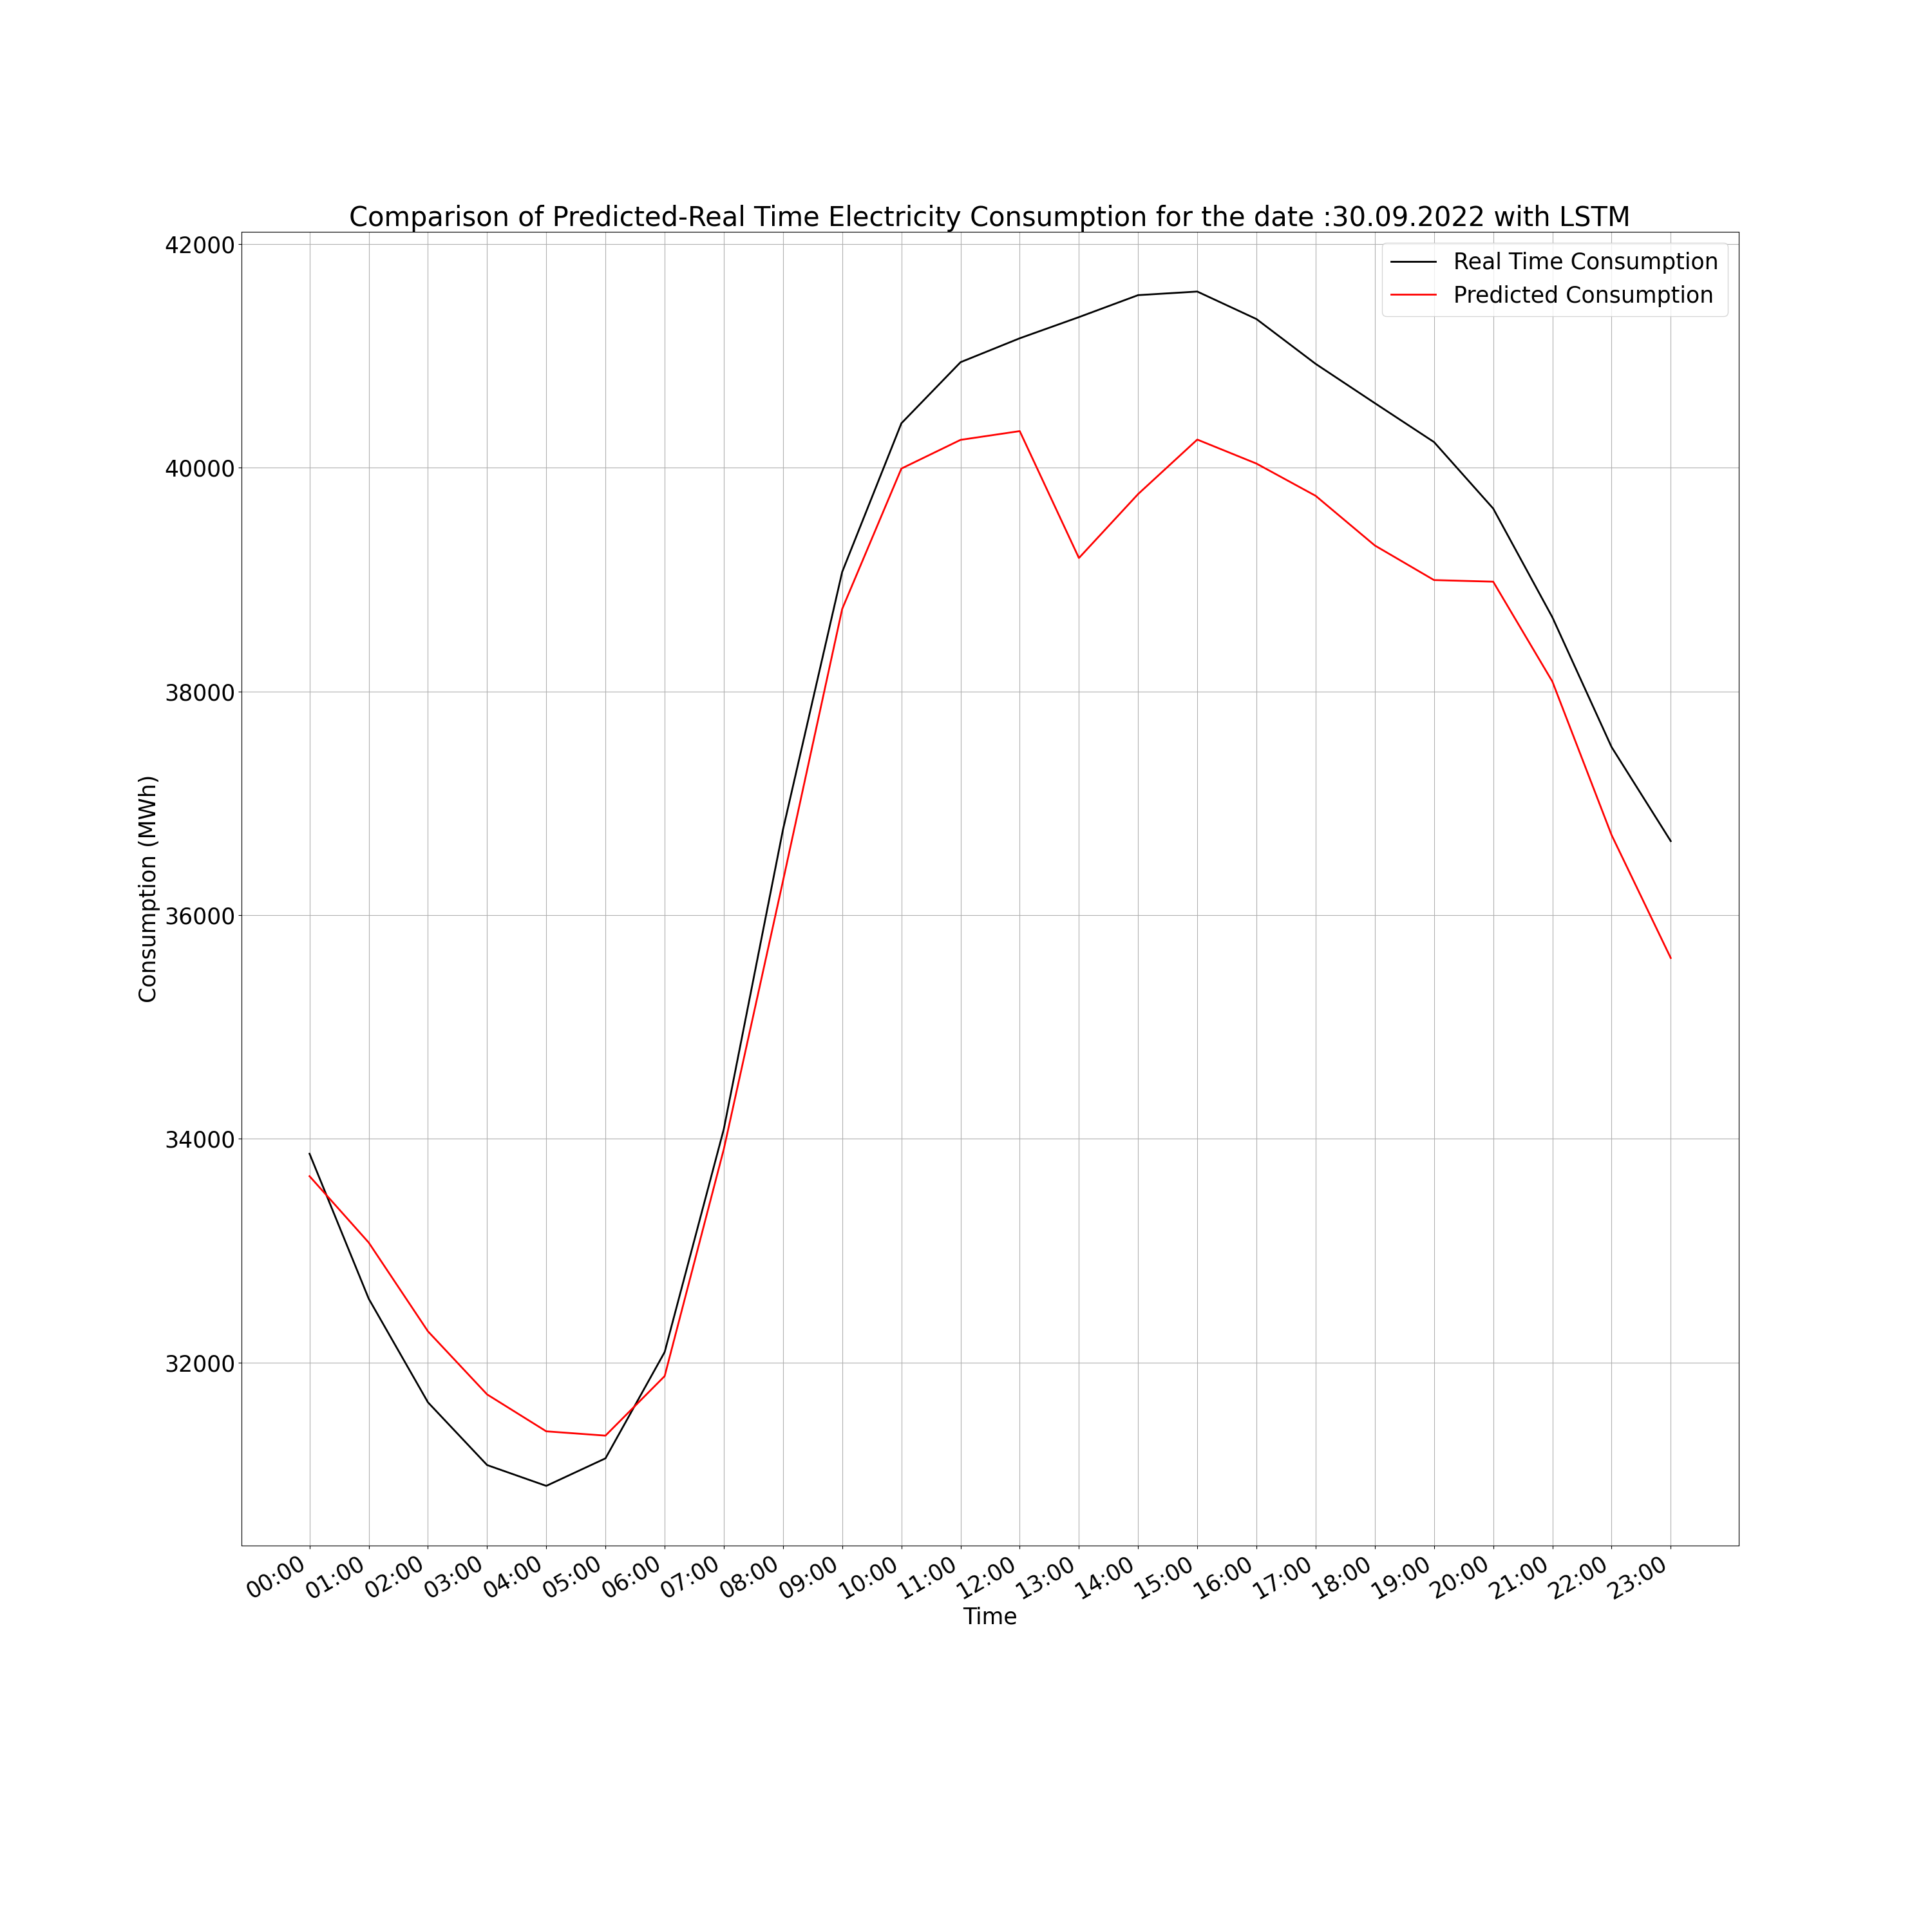 Comparison of Predicted-Real Time Electricity Consumption for the date :30.09.2022 with LSTM
Real Time Consumption
Predicted Consumption
42000
40000
38000
36000
34000
32000
Consumption (MWh)
00:00 01:00 02:00 03:00 04:00 05:00 06:00 07:00 08:00 09:00 10:00 11:00 12:00 13:00 14:00 15:00 16:00 17:00 18:00 19:00 20:00 21:00 22:00 23:00
Time